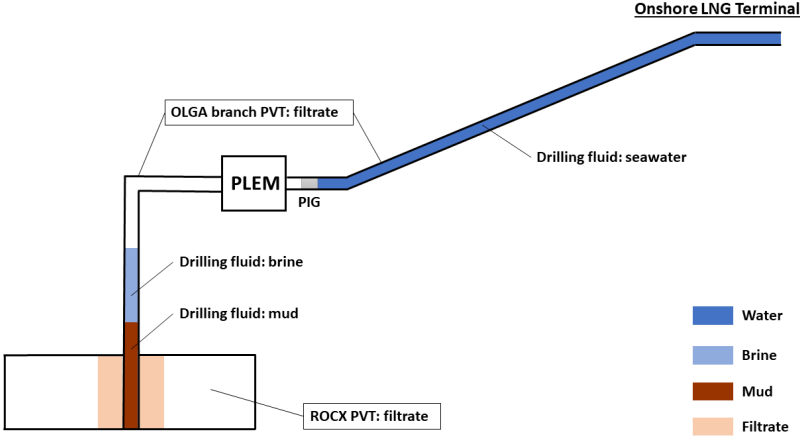 Onshore LNG Terminal
OLGA branch PVT: filtrate
Drilling fluid: seawater
PLEM
PIG
Drilling fluid: brine
Drilling fluid: mud
ROCX PVT: filtrate
Water
Brine
Mud
Filtrate